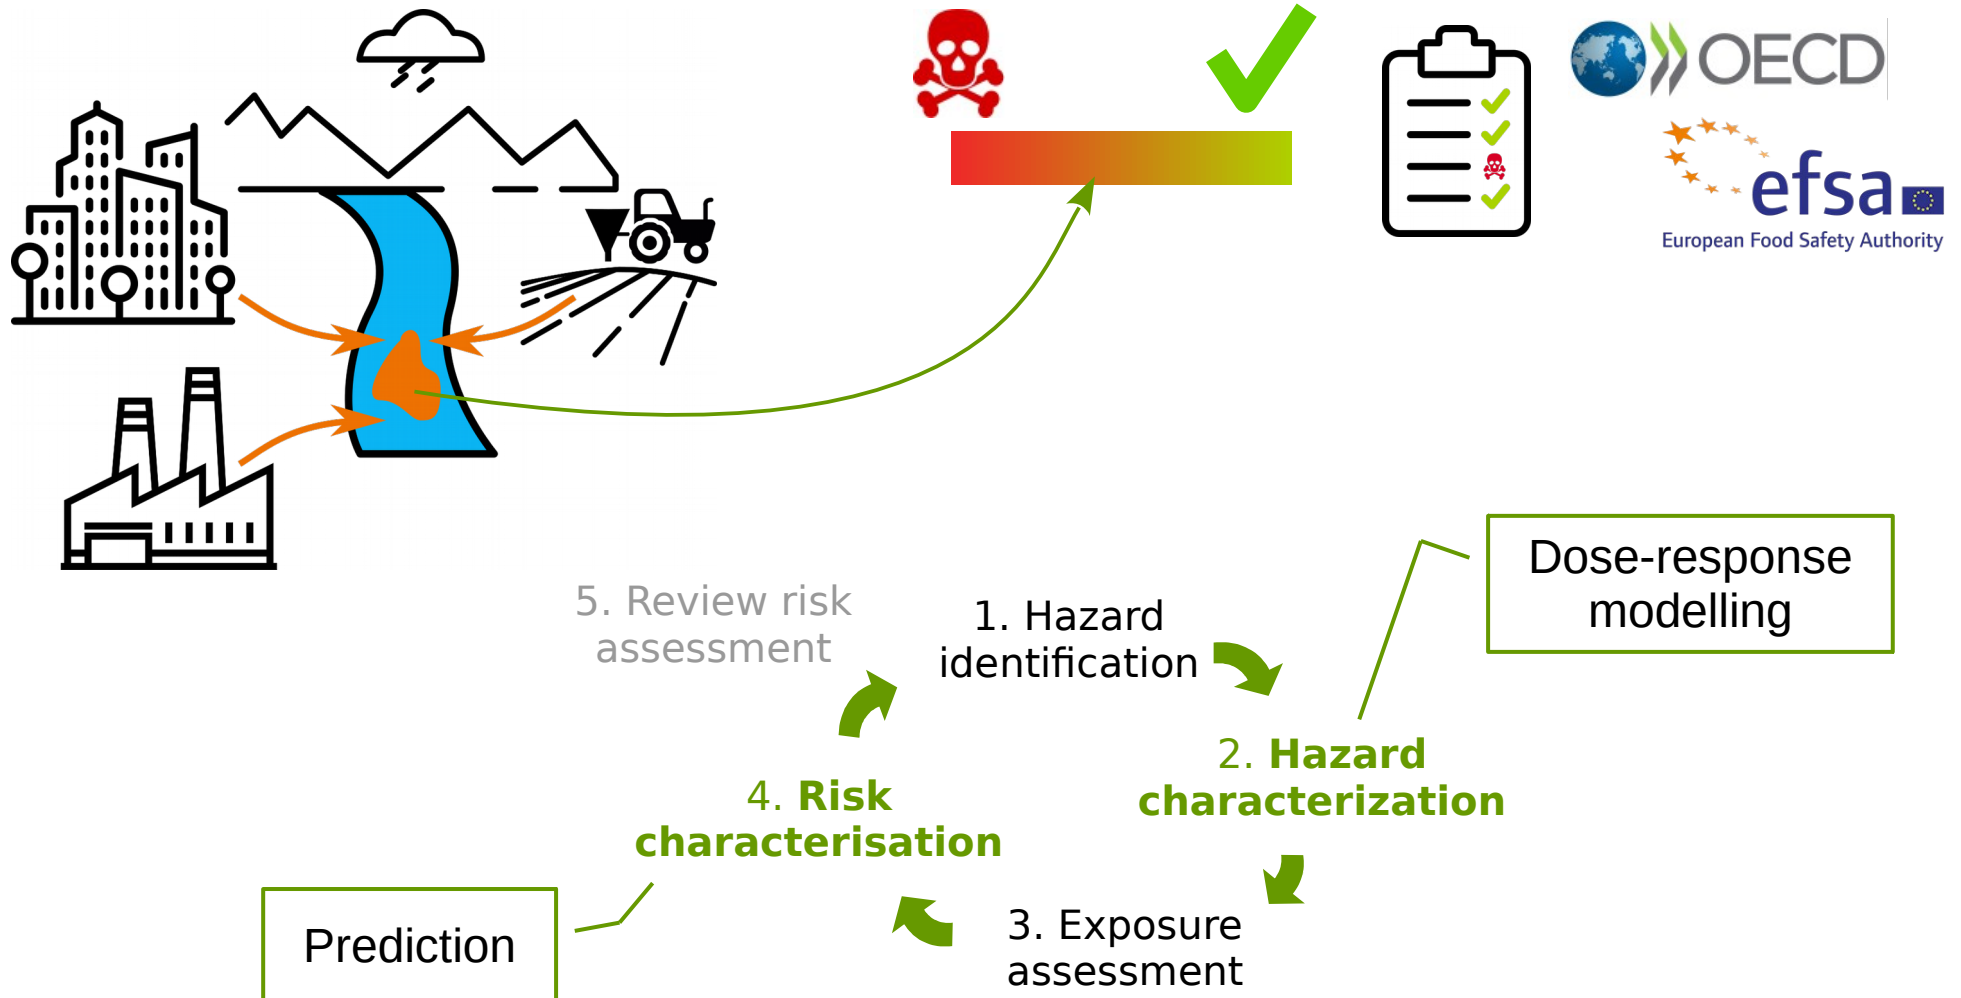 OECD
efsa
European Food Safety Authority
Dose-response
modelling
5. Review risk
assessment
1. Hazard
identification
2. Hazard
characterization
4. Risk
characterisation
3. Exposure
assessment
Prediction